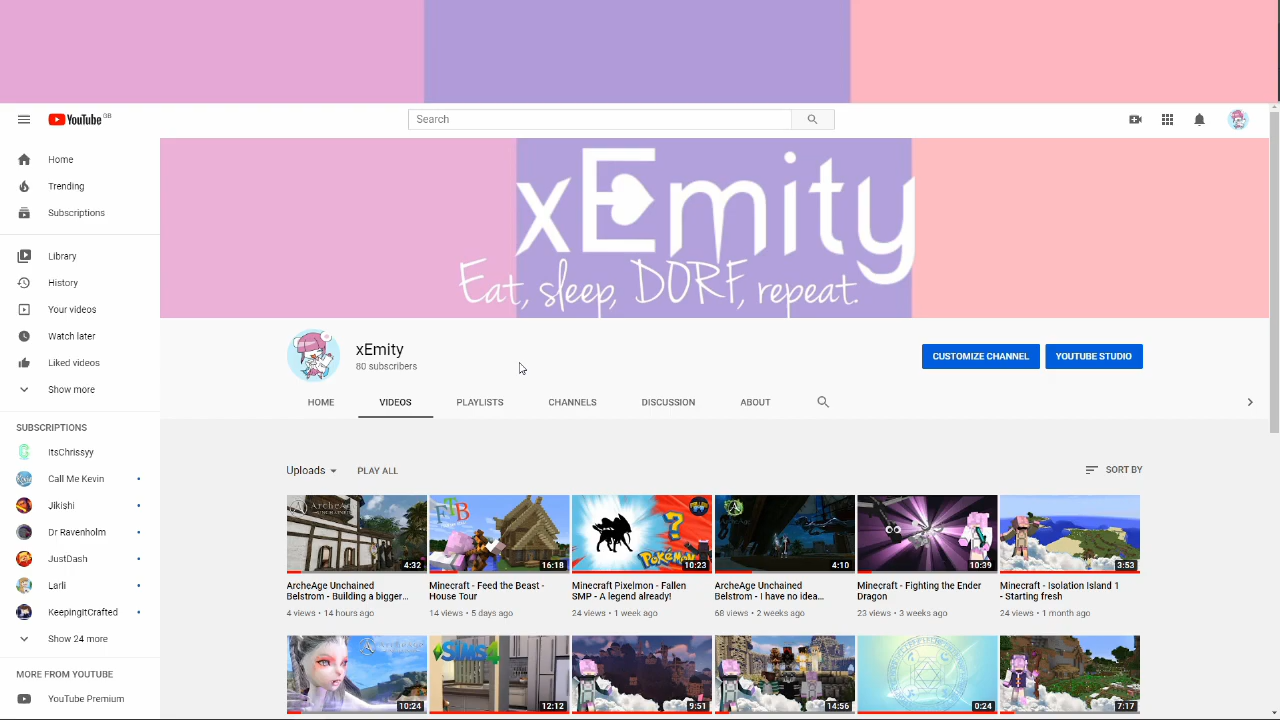 YouTube GB
Search
Home
Trending
Subscriptions
Library
History
Your videos
Watch later
Liked videos
Show more
SUBSCRIPTIONS
ItsChrissyy
Call Me Kevin
Jikishi
Dr Ravenholm
JustDash
Larli
KeepingItCrafted
Show 24 more
MORE FROM YOUTUBE
YouTube Premium
xEmity
Eat, sleep, DORF, repeat.
xEmity
80 subscribers
CUSTOMIZE CHANNEL
YOUTUBE STUDIO
HOME
VIDEOS
PLAYLISTS
CHANNELS
DISCUSSION
ABOUT
Uploads
PLAY ALL
SORT BY
ArcheAge
4:32
ArcheAge Unchained
Belstrom - Building a bigger...
4 views • 14 hours ago
FTB
16:18
Minecraft - Feed the Beast -
House Tour
14 views • 5 days ago
?
Pokémon
10:23
Minecraft Pixelmon - Fallen
SMP - A legend already!
24 views • 1 week ago
4:10
ArcheAge Unchained
Belstrom - I have no idea...
68 views • 2 weeks ago
10:39
Minecraft - Fighting the Ender
Dragon
23 views • 3 weeks ago
3:53
Minecraft - Isolation Island 1
- Starting fresh
24 views • 1 month ago
10:24
SIMS 4
12:12
9:51
14:56
0:24
7:17